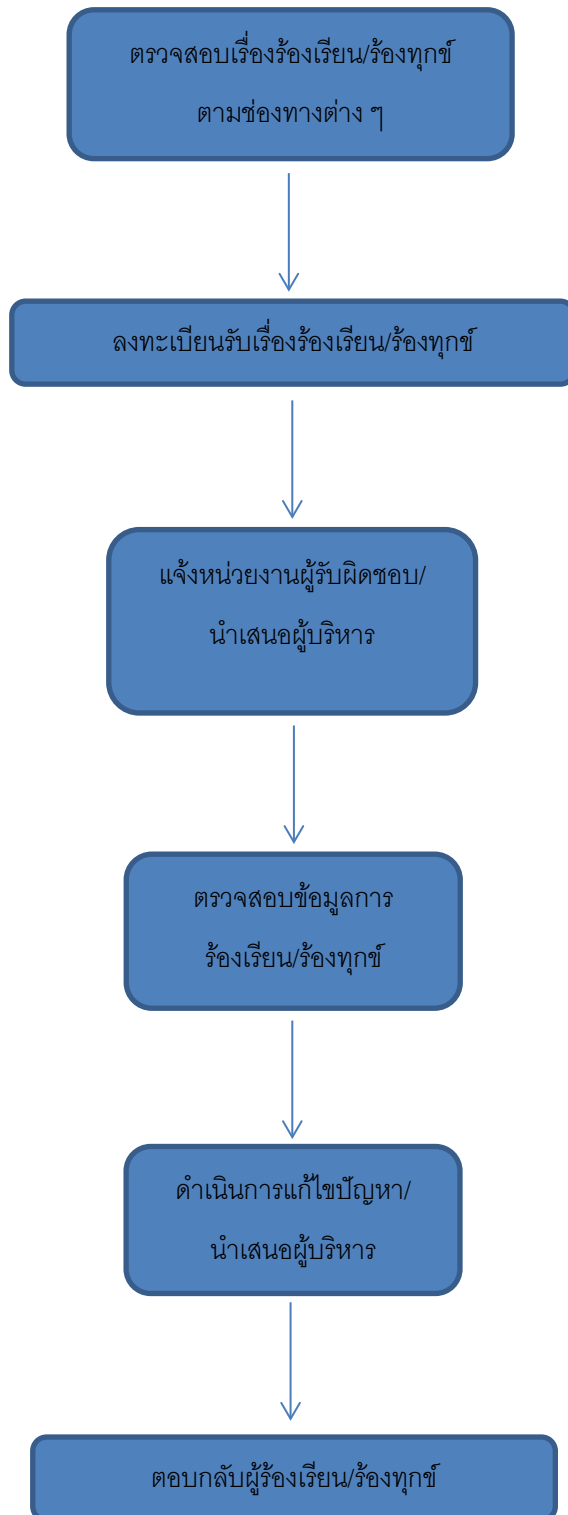 ตรวจสอบเรื่องร้องเรียน/ร้องทุกข์
ตามช่องทางต่าง ๆ
ลงทะเบียนรับเรื่องร้องเรียน/ร้องทุกข์
แจ้งหน่วยงานผู้รับผิดชอบ/
นำเสนอผู้บริหาร
ตรวจสอบข้อมูลการ
ร้องเรียน/ร้องทุกข์
ดำเนินการแก้ไขปัญหา/
นำเสนอผู้บริหาร
ตอบกลับผู้ร้องเรียน/ร้องทุกข์